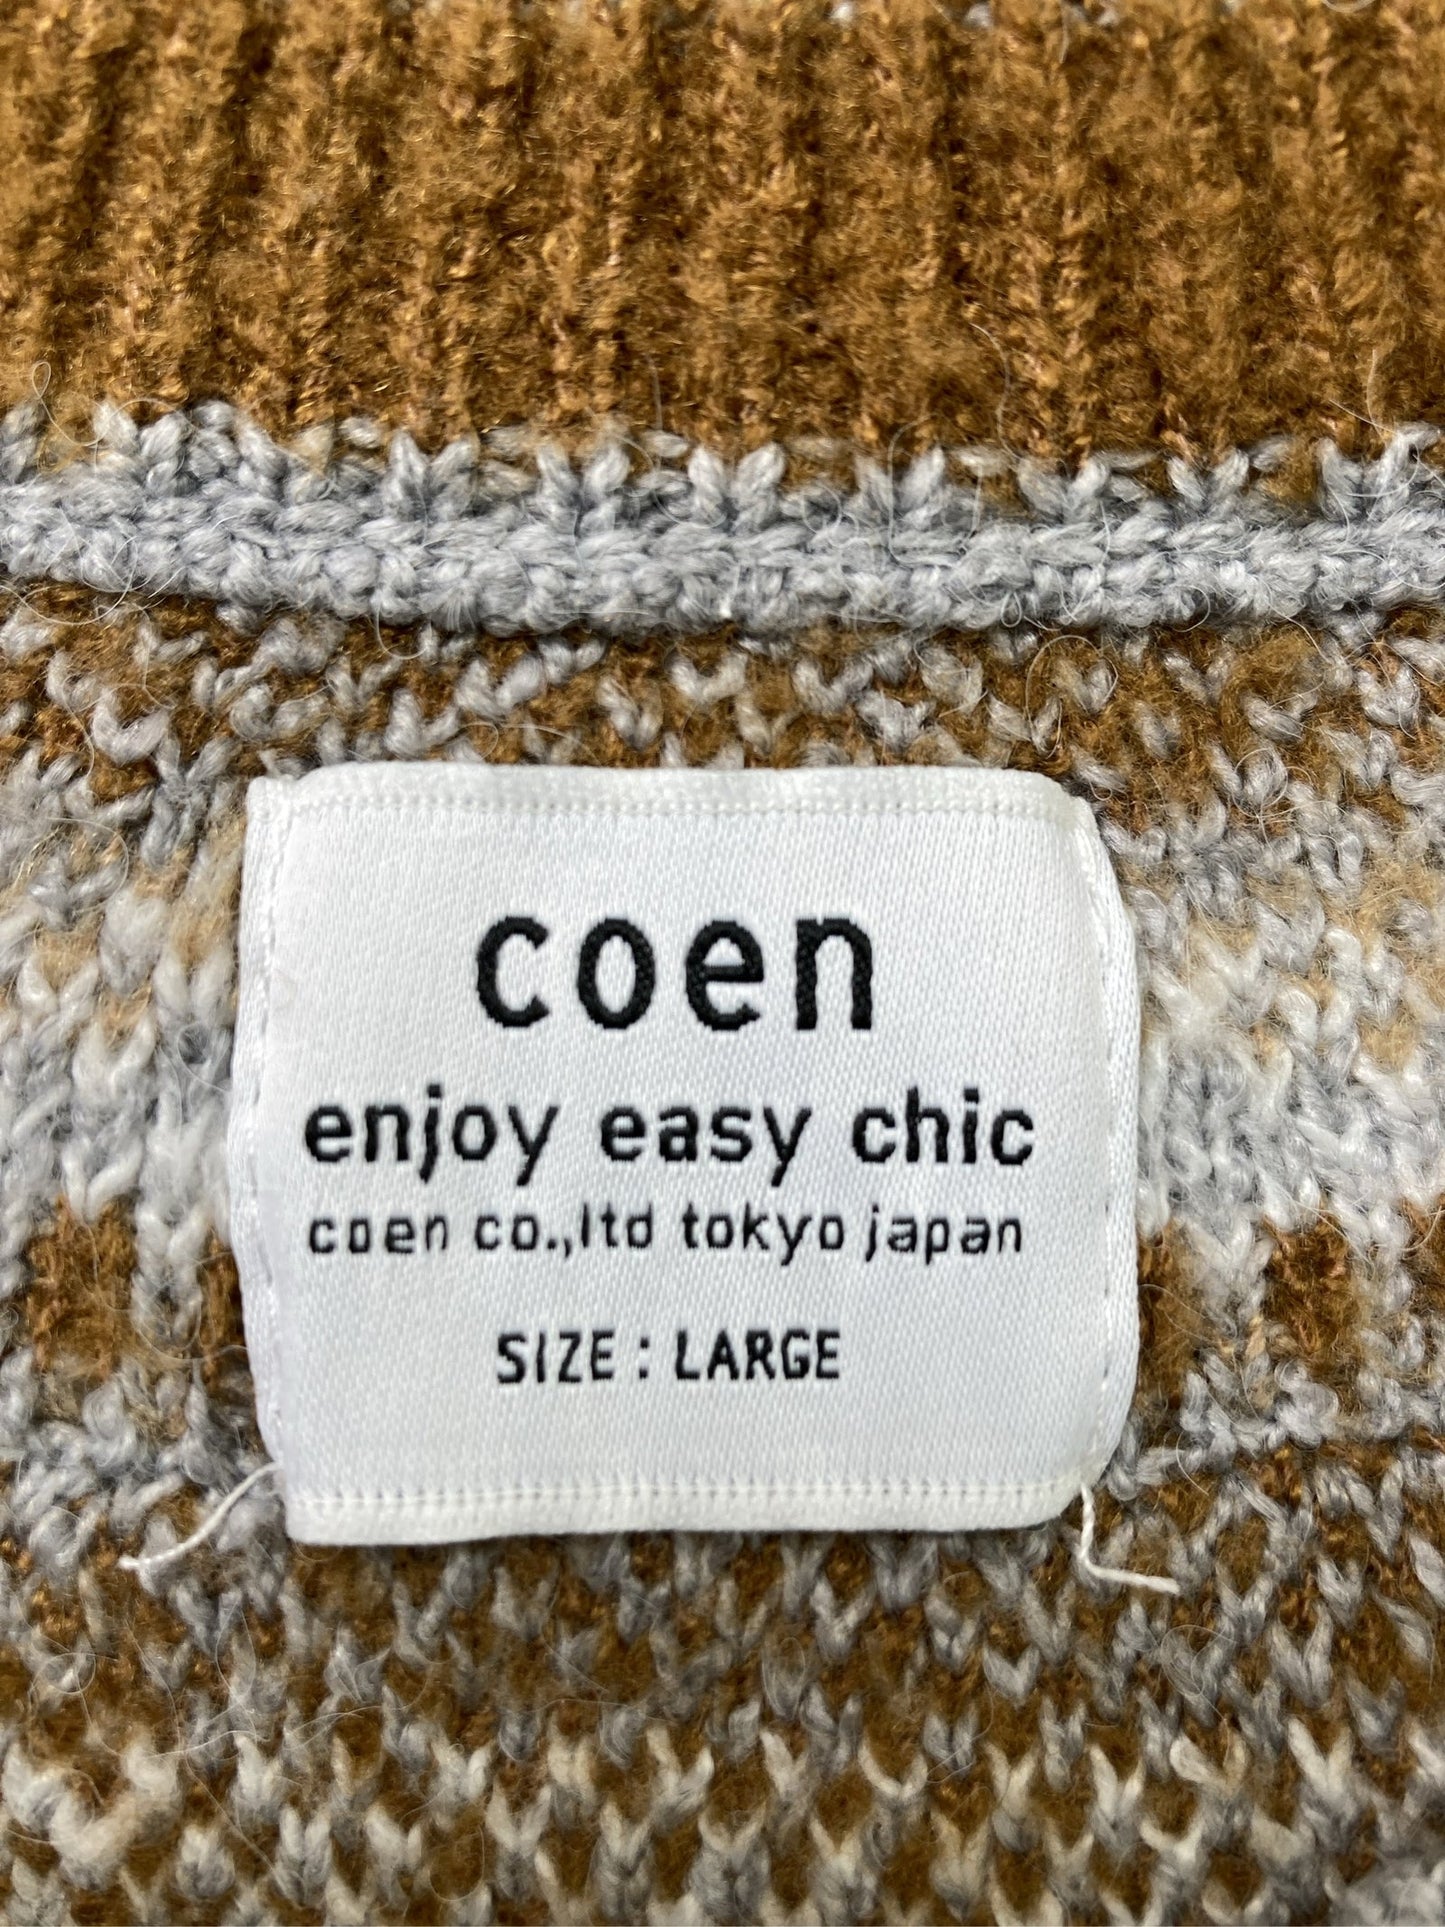 coen
enjoy easy chic
coen co.,ltd tokyo japan
SIZE : LARGE